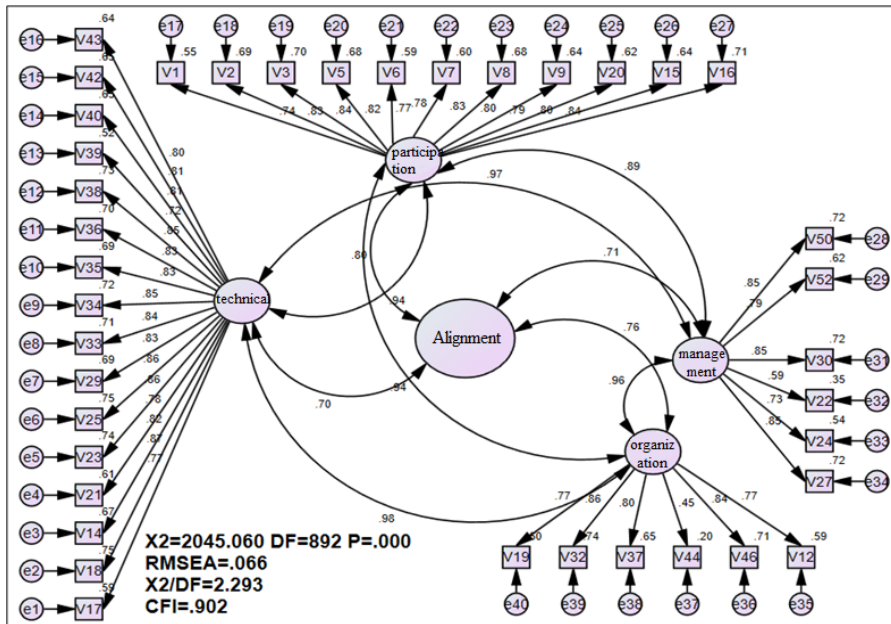 e17 e18 e19 e20 e21 e22 e23 e24 e25 e26 e27
.55 .69 .70 .68 .59 .60 .68 .64 .62 .64 .71
V1 V2 V3 V5 V6 V7 V8 V9 V20 V15 V16
.74 .83 .84 .82 .77 .78 .83 .80 .79 .80 .84
participa
tion
e16 V43 .64
e15 V42
e14 V40
e13 V39 .52
e12 V38 .73
e11 V36 .70
e10 V35 .69
e9 V34 .72
e8 V33 .71
e7 V29 .69
e6 V25 .75
e5 V23 .74
e4 V21 .61
e3 V14 .67
e2 V18 .75
e1 V17 .59
.80
.81
.81
.72
.85
.83
.83
.85
.84
.83
.86
.86
.78
.82
.87
.77
technical
.89
.97
.80
.94
.71
.76
.94
.96
.70
.98
Alignment
manage
ment
.85 V50 .72 e28
.79 V52 .62 e29
.85 V30 .72 e31
.59 V22 .35 e32
.73 V24 .54 e33
.85 V27 .72 e34
organiz
ation
.77 .86 .80 .45 .84 .77
.74 .65 .20 .71 .59
V19 V32 V37 V44 V46 V12
e40 e39 e38 e37 e36 e35
X2=2045.060 DF=892 P=.000
RMSEA=.066
X2/DF=2.293
CFI=.902